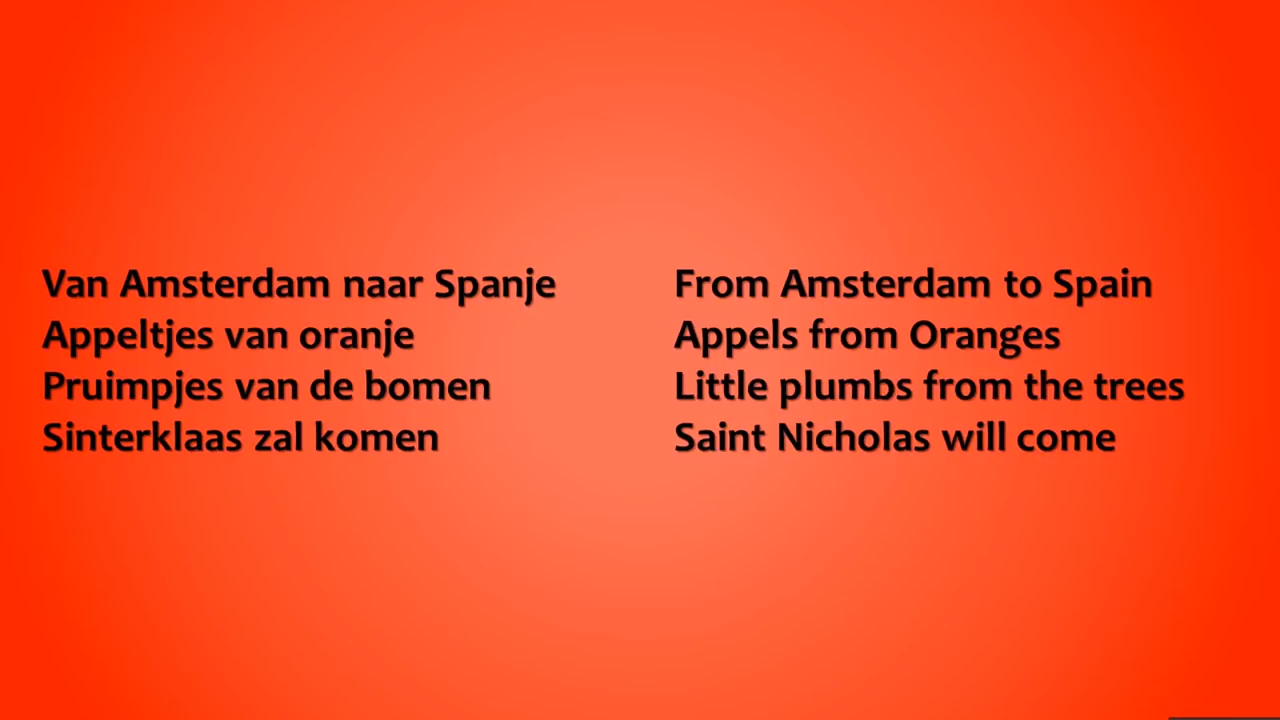 Van Amsterdam naar Spanje
Appeltjes van oranje
Pruimpjes van de bomen
Sinterklaas zal komen
From Amsterdam to Spain
Appels from Oranges
Little plumbs from the trees
Saint Nicholas will come